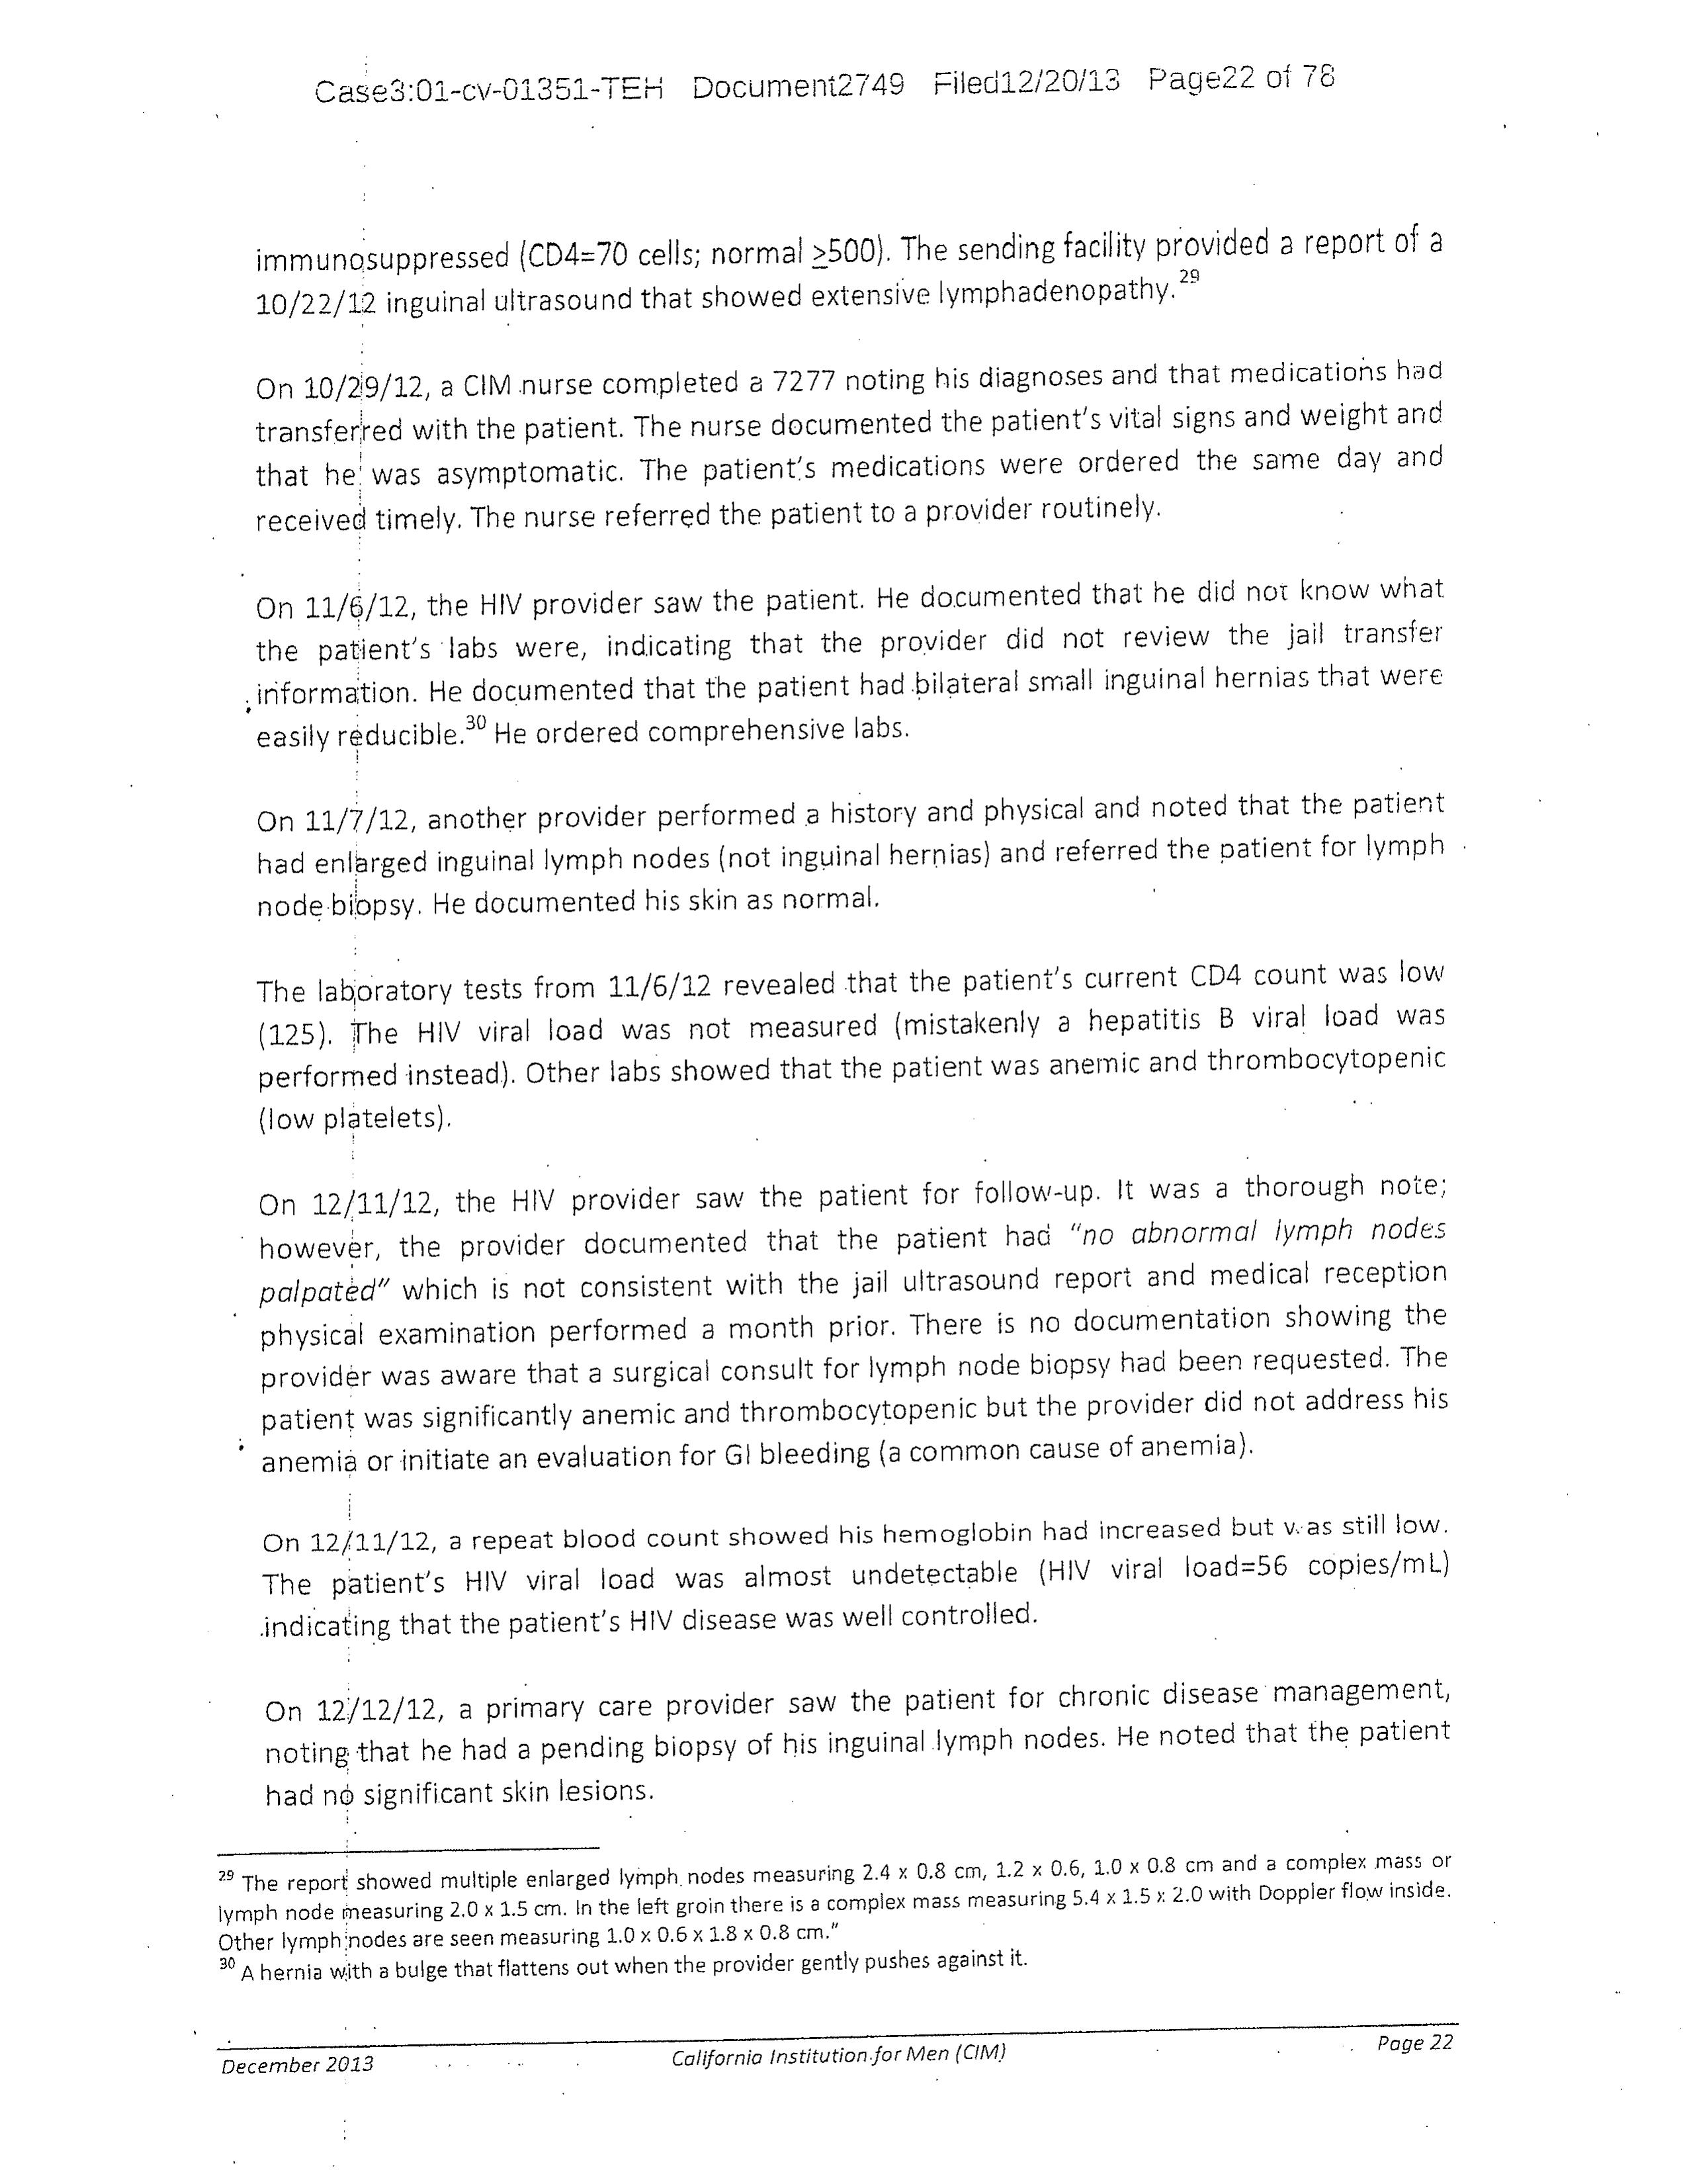 Case3:01-cv-01351-TEH Document2749 Filed12/20/13 Page22 of 78
immunosuppressed (CD4=70 cells; normal ≥500). The sending facility provided a report of a
10/22/12 inguinal ultrasound that showed extensive lymphadenopathy.29
On 10/29/12, a CIM nurse completed a 7277 noting his diagnoses and that medications had
transferred with the patient. The nurse documented the patient's vital signs and weight and
that he was asymptomatic. The patient's medications were ordered the same day and
received timely. The nurse referred the patient to a provider routinely.
On 11/6/12, the HIV provider saw the patient. He documented that he did not know what
the patient's labs were, indicating that the provider did not review the jail transfer
information. He documented that the patient had bilateral small inguinal hernias that were
easily reducible.30 He ordered comprehensive labs.
On 11/7/12, another provider performed a history and physical and noted that the patient
had enlarged inguinal lymph nodes (not inguinal hernias) and referred the patient for lymph
node biopsy. He documented his skin as normal.
The laboratory tests from 11/6/12 revealed that the patient's current CD4 count was low
(125). The HIV viral load was not measured (mistakenly a hepatitis B viral load was
performed instead). Other labs showed that the patient was anemic and thrombocytopenic
(low platelets).
On 12/11/12, the HIV provider saw the patient for follow-up. It was a thorough note;
however, the provider documented that the patient had "no abnormal lymph nodes
palpated" which is not consistent with the jail ultrasound report and medical reception
physical examination performed a month prior. There is no documentation showing the
provider was aware that a surgical consult for lymph node biopsy had been requested. The
patient was significantly anemic and thrombocytopenic but the provider did not address his
anemia or initiate an evaluation for GI bleeding (a common cause of anemia).
On 12/11/12, a repeat blood count showed his hemoglobin had increased but was still low.
The patient's HIV viral load was almost undetectable (HIV viral load=56 copies/mL)
indicating that the patient's HIV disease was well controlled.
On 12/12/12, a primary care provider saw the patient for chronic disease management,
noting that he had a pending biopsy of his inguinal lymph nodes. He noted that the patient
had no significant skin lesions.
29 The report showed multiple enlarged lymph nodes measuring 2.4 x 0.8 cm, 1.2 x 0.6, 1.0 x 0.8 cm and a complex mass or
lymph node measuring 2.0 x 1.5 cm. In the left groin there is a complex mass measuring 5.4 x 1.5 x 2.0 with Doppler flow inside.
Other lymph nodes are seen measuring 1.0 x 0.6 x 1.8 x 0.8 cm."
30 A hernia with a bulge that flattens out when the provider gently pushes against it.
December 2013 California Institution for Men (CIM) Page 22